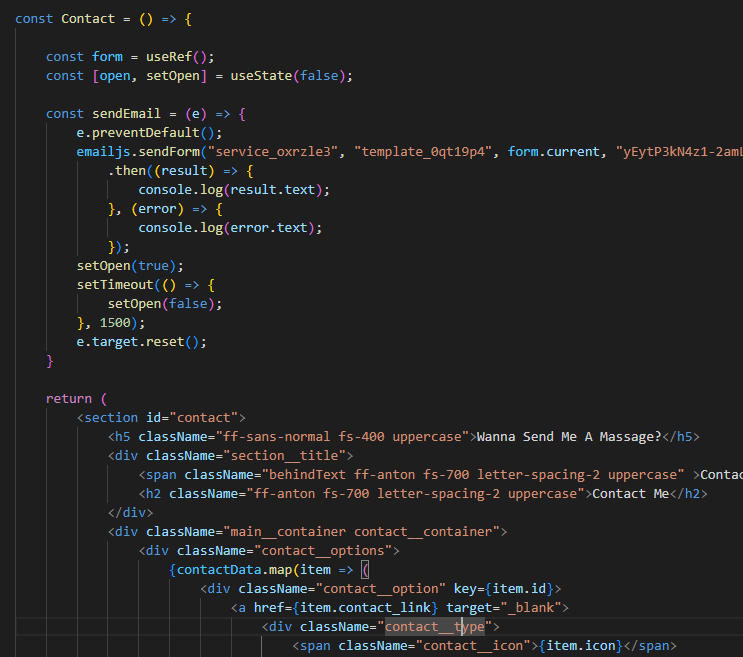 const Contact = () => {
const form = useRef();
const [open, setOpen] = useState(false);
const sendEmail = (e) => {
e.preventDefault();
emailjs.sendForm("service_oxrzle3", "template_0qt19p4", form.current, "yEytP3kN4z1-2amL
.then((result) => {
console.log(result.text);
}, (error) => {
console.log(error.text);
});
setOpen(true);
setTimeout(() => {
setOpen(false);
}, 1500);
e.target.reset();
}
return (
<section id="contact">
<h5 className="ff-sans-normal fs-400 uppercase">Wanna Send Me A Massage?</h5>
<div className="section__title">
<span className="behindText ff-anton fs-700 letter-spacing-2 uppercase" >Contac
<h2 className="ff-anton fs-700 letter-spacing-2 uppercase">Contact Me</h2>
</div>
<div className="main__container contact__container">
<div className="contact__options">
{contactData.map(item => (
<div className="contact__option" key={item.id}>
<a href={item.contact_link} target="_blank">
<div className="contact__type">
<span className="contact__icon">{item.icon}</span>